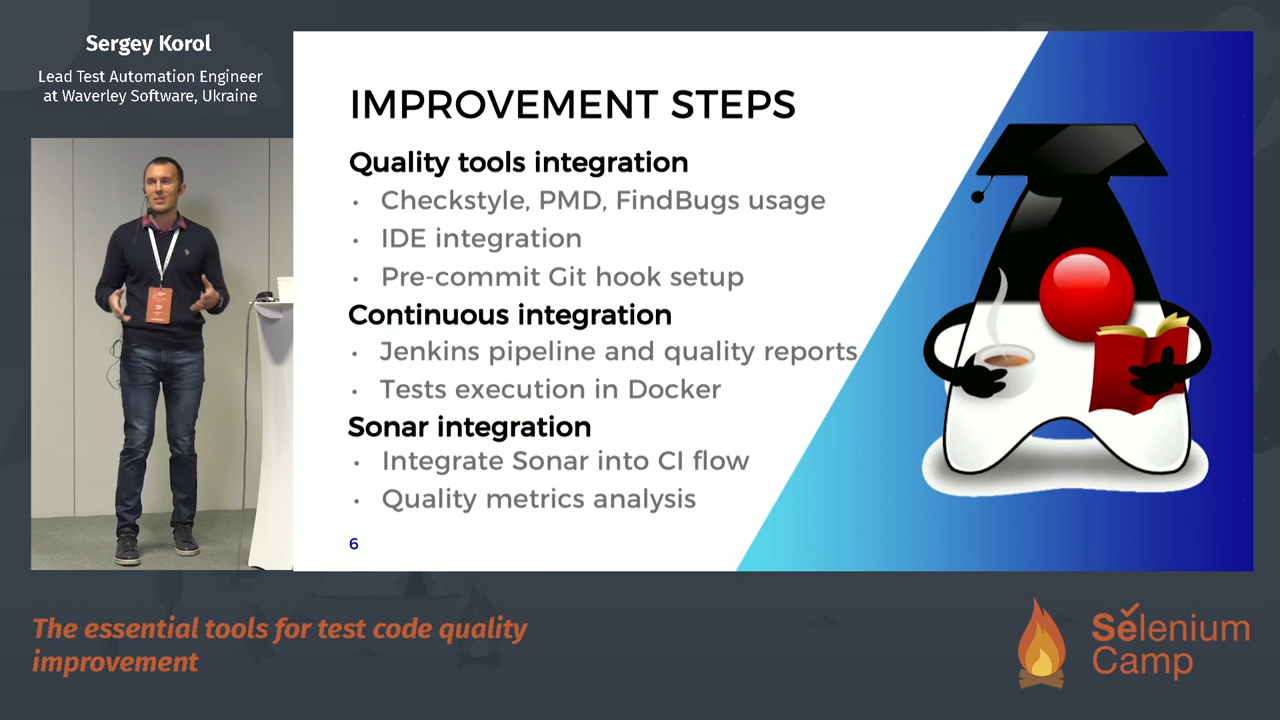 Sergey Korol
Lead Test Automation Engineer
at Waverley Software, Ukraine
IMPROVEMENT STEPS
Quality tools integration
• Checkstyle, PMD, FindBugs usage
• IDE integration
• Pre-commit Git hook setup
Continuous integration
• Jenkins pipeline and quality reports
• Tests execution in Docker
Sonar integration
• Integrate Sonar into CI flow
• Quality metrics analysis
6
The essential tools for test code quality
improvement
Selenium
Camp